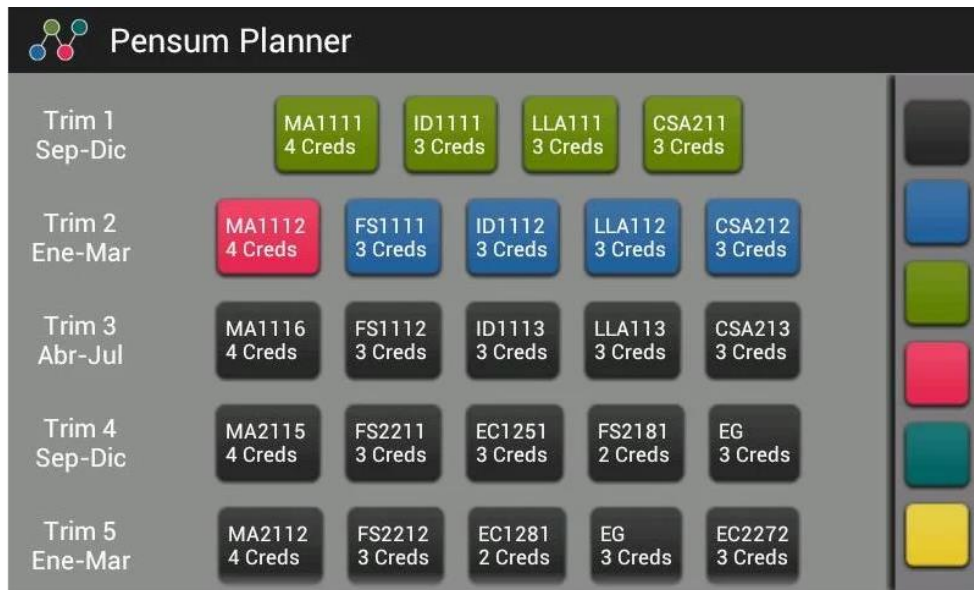 Pensum Planner
Trim 1
Sep-Dic
MA1111
4 Creds
ID1111
3 Creds
LLA111
3 Creds
CSA211
3 Creds
Trim 2
Ene-Mar
MA1112
4 Creds
FS1111
3 Creds
ID1112
3 Creds
LLA112
3 Creds
CSA212
3 Creds
Trim 3
Abr-Jul
MA1116
4 Creds
FS1112
3 Creds
ID1113
3 Creds
LLA113
3 Creds
CSA213
3 Creds
Trim 4
Sep-Dic
MA2115
4 Creds
FS2211
3 Creds
EC1251
3 Creds
FS2181
2 Creds
EG
3 Creds
Trim 5
Ene-Mar
MA2112
4 Creds
FS2212
3 Creds
EC1281
2 Creds
EG
3 Creds
EC2272
3 Creds